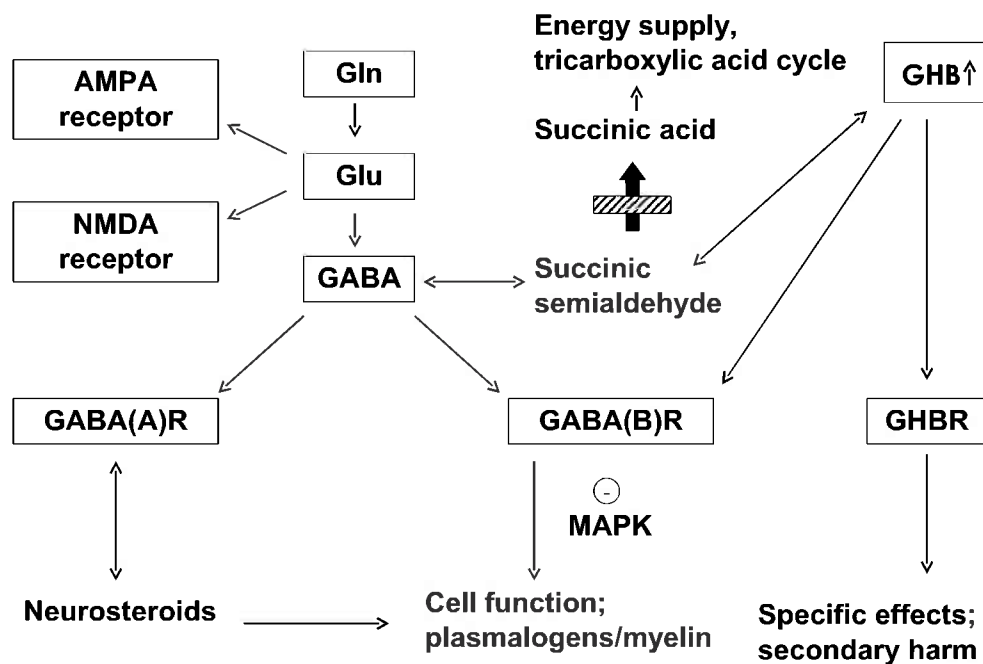 Energy supply,
tricarboxylic acid cycle
GHB↑
Gln
AMPA
receptor
Succinic acid
Glu
NMDA
receptor
GABA
Succinic
semialdehyde
GABA(A)R
GABA(B)R
GHBR
-
MAPK
Neurosteroids
Cell function;
plasmalogens/myelin
Specific effects;
secondary harm